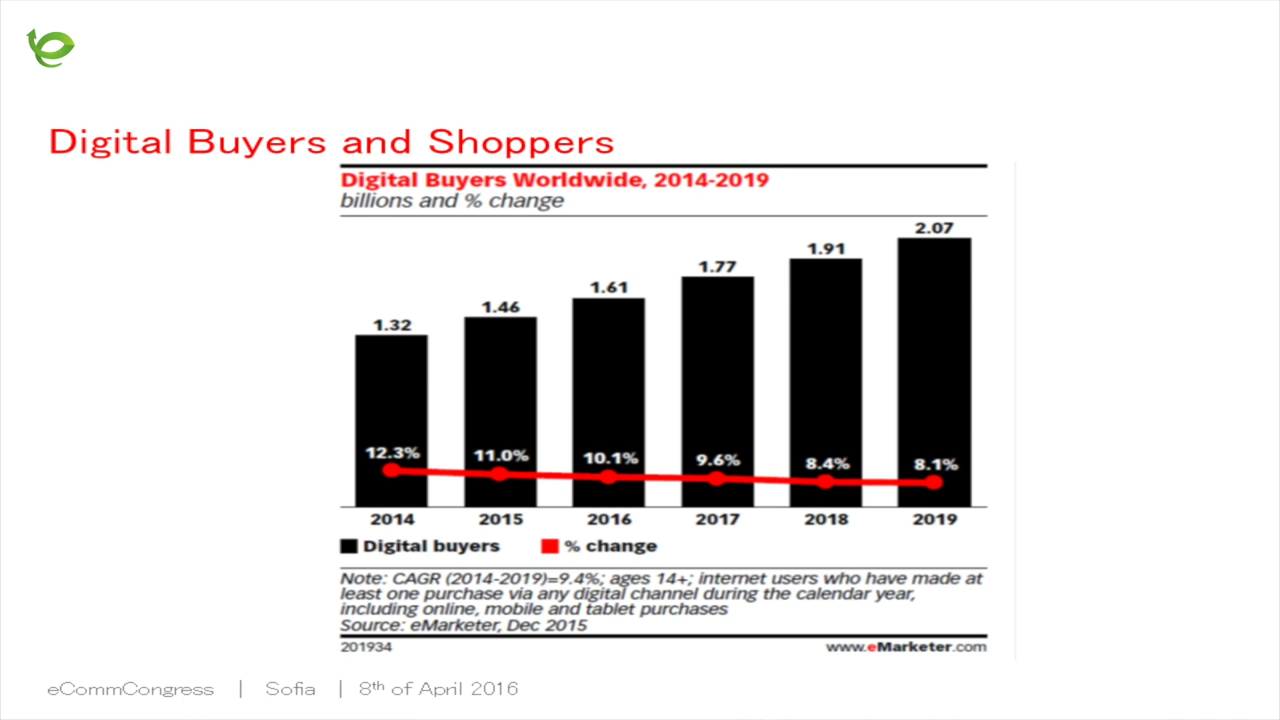 Digital Buyers and Shoppers
Digital Buyers Worldwide, 2014-2019
billions and % change
1.32 1.46 1.61 1.77 1.91 2.07
12.3% 11.0% 10.1% 9.6% 8.4% 8.1%
2014 2015 2016 2017 2018 2019
Digital buyers % change
Note: CAGR (2014-2019)=9.4%; ages 14+; internet users who have made at
least one purchase via any digital channel during the calendar year,
including online, mobile and tablet purchases
Source: eMarketer, Dec 2015
201934 www.eMarketer.com
eCommCongress | Sofia | 8th of April 2016